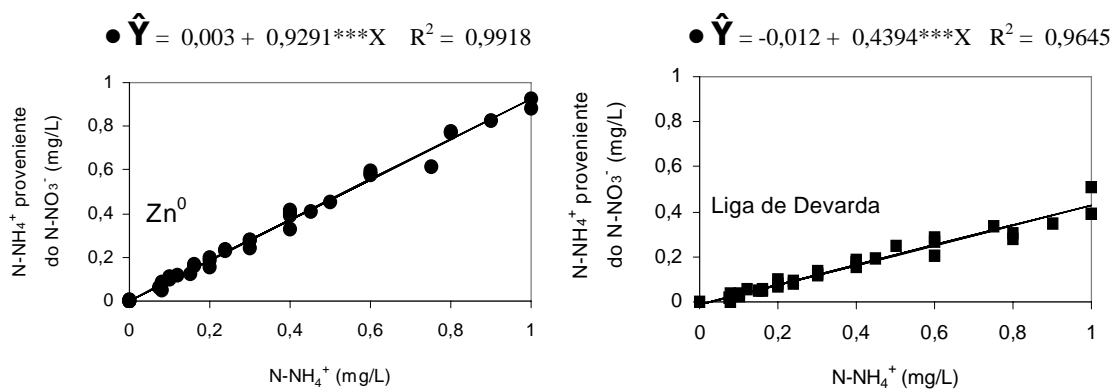 ● Ŷ = 0,003 + 0,9291***X R² = 0,9918
N-NH₄⁺ proveniente
do N-NO₃⁻ (mg/L)
1
0,8
0,6
0,4
0,2
0
Zn⁰
0 0,2 0,4 0,6 0,8 1
N-NH₄⁺ (mg/L)
● Ŷ = -0,012 + 0,4394***X R² = 0,9645
N-NH₄⁺ proveniente
do N-NO₃⁻ (mg/L)
1
0,8
0,6
0,4
0,2
0
Liga de Devarda
0 0,2 0,4 0,6 0,8 1
N-NH₄⁺ (mg/L)